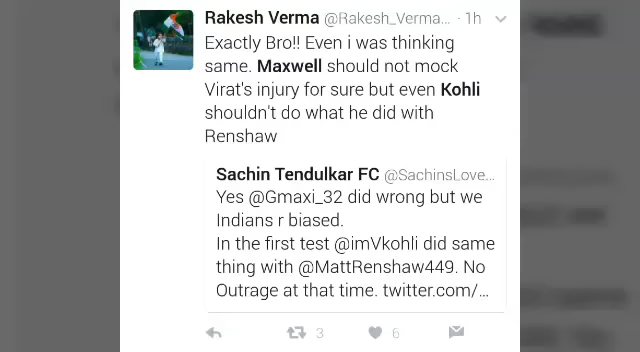 Rakesh Verma @Rakesh_Verma... · 1h
Exactly Bro!! Even i was thinking
same. Maxwell should not mock
Virat's injury for sure but even Kohli
shouldn't do what he did with
Renshaw
Sachin Tendulkar FC @SachinsLove...
Yes @Gmaxi_32 did wrong but we
Indians r biased.
In the first test @imVkohli did same
thing with @MattRenshaw449. No
Outrage at that time. twitter.com/...
3 6